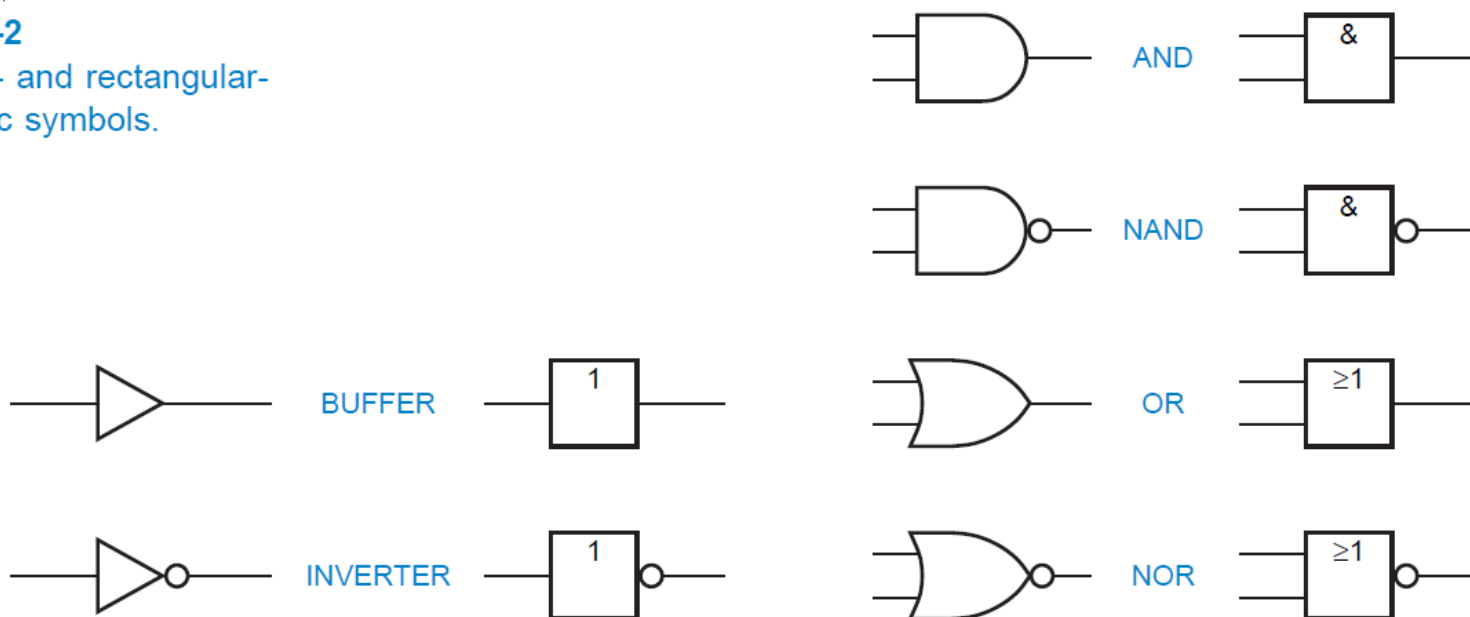 -2
- and rectangular-
c symbols.
AND &
NAND &
BUFFER 1 OR ≥1
INVERTER 1 NOR ≥1